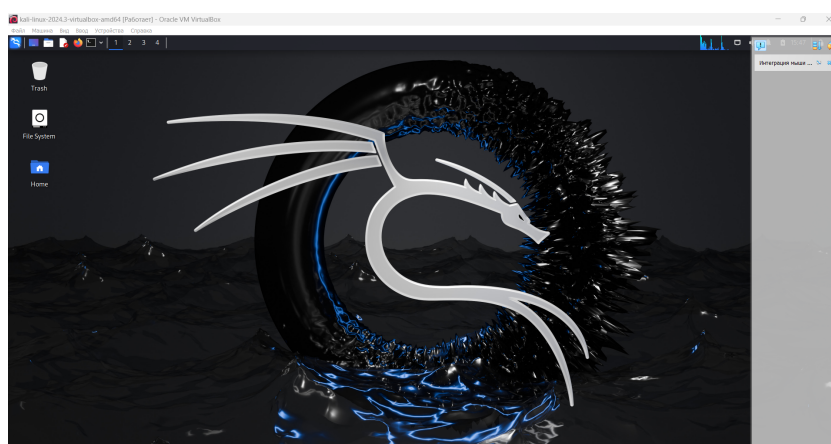 kali-linux-2024.3-virtualbox-amd64 [Работает] - Oracle VM VirtualBox
Файл Машина Вид Ввод Устройства Справка
1 2 3 4
Интеграция мыши ...
Trash
File System
Home